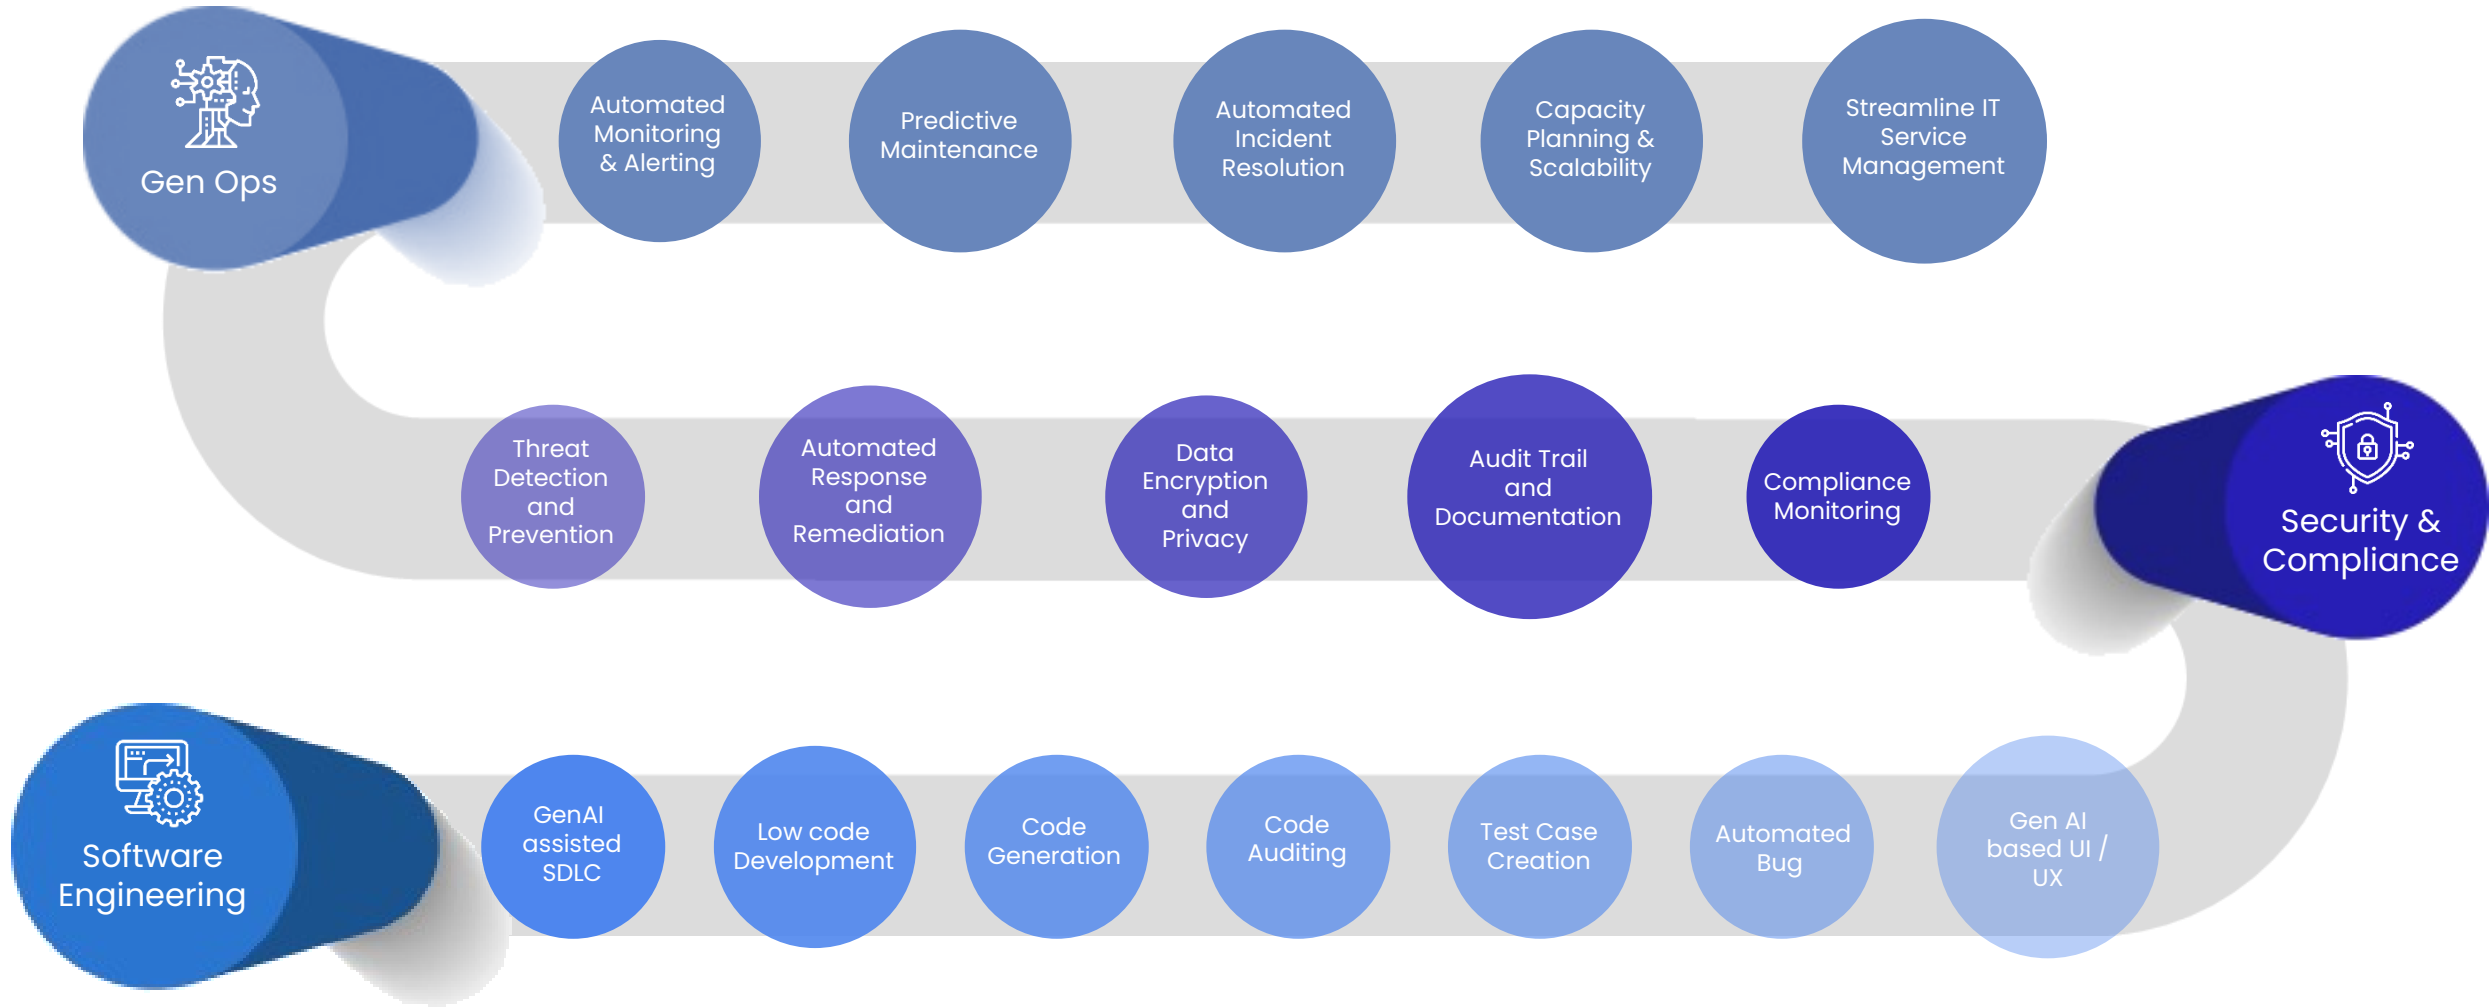 Gen Ops
Automated
Monitoring
& Alerting
Predictive
Maintenance
Automated
Incident
Resolution
Capacity
Planning &
Scalability
Streamline IT
Service
Management
Threat
Detection
and
Prevention
Automated
Response
and
Remediation
Data
Encryption
and
Privacy
Audit Trail
and
Documentation
Compliance
Monitoring
Security &
Compliance
Software
Engineering
GenAI
assisted
SDLC
Low code
Development
Code
Generation
Code
Auditing
Test Case
Creation
Automated
Bug
Gen AI
based UI /
UX